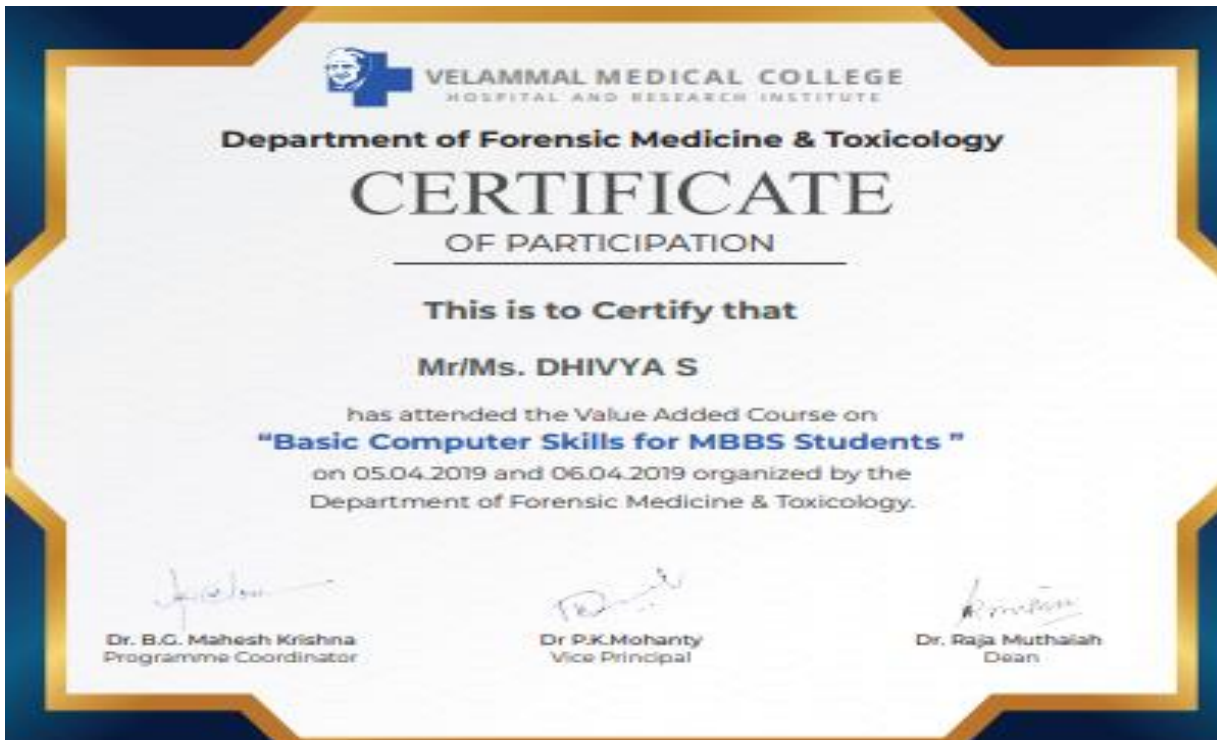 VELAMMAL MEDICAL COLLEGE
HOSPITAL AND RESEARCH INSTITUTE
Department of Forensic Medicine & Toxicology
CERTIFICATE
OF PARTICIPATION
This is to Certify that
Mr/Ms. DHIVYA S
has attended the Value Added Course on
"Basic Computer Skills for MBBS Students "
on 05.04.2019 and 06.04.2019 organized by the
Department of Forensic Medicine & Toxicology.
Dr. B.G. Mahesh Krishna
Programme Coordinator
Dr P.K.Mohanty
Vice Principal
Dr. Raja Muthaiah
Dean